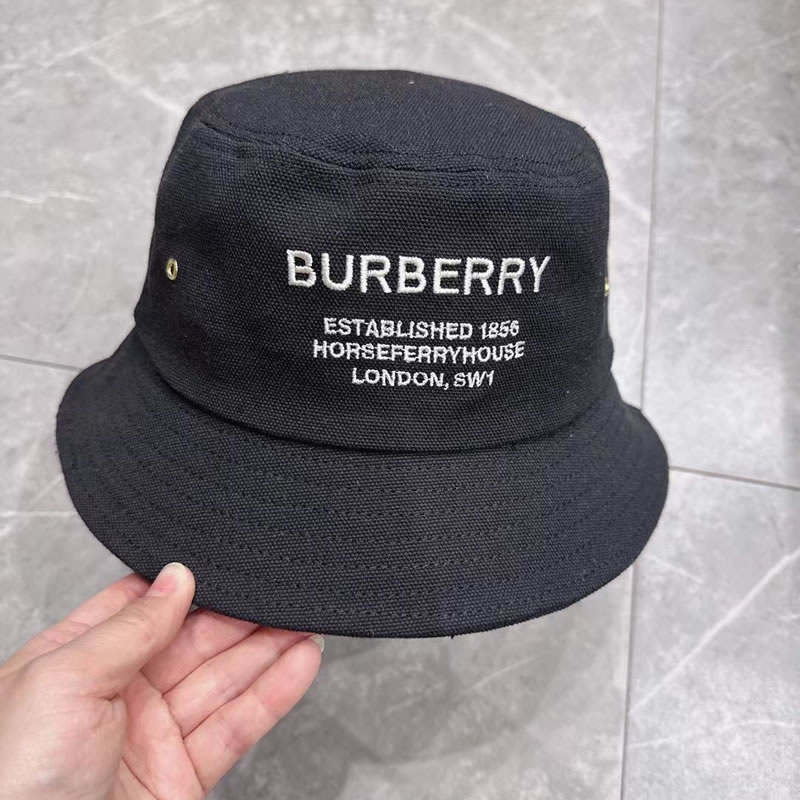 BURBERRY
ESTABLISHED 1856
HORSEFERRYHOUSE
LONDON, SW1